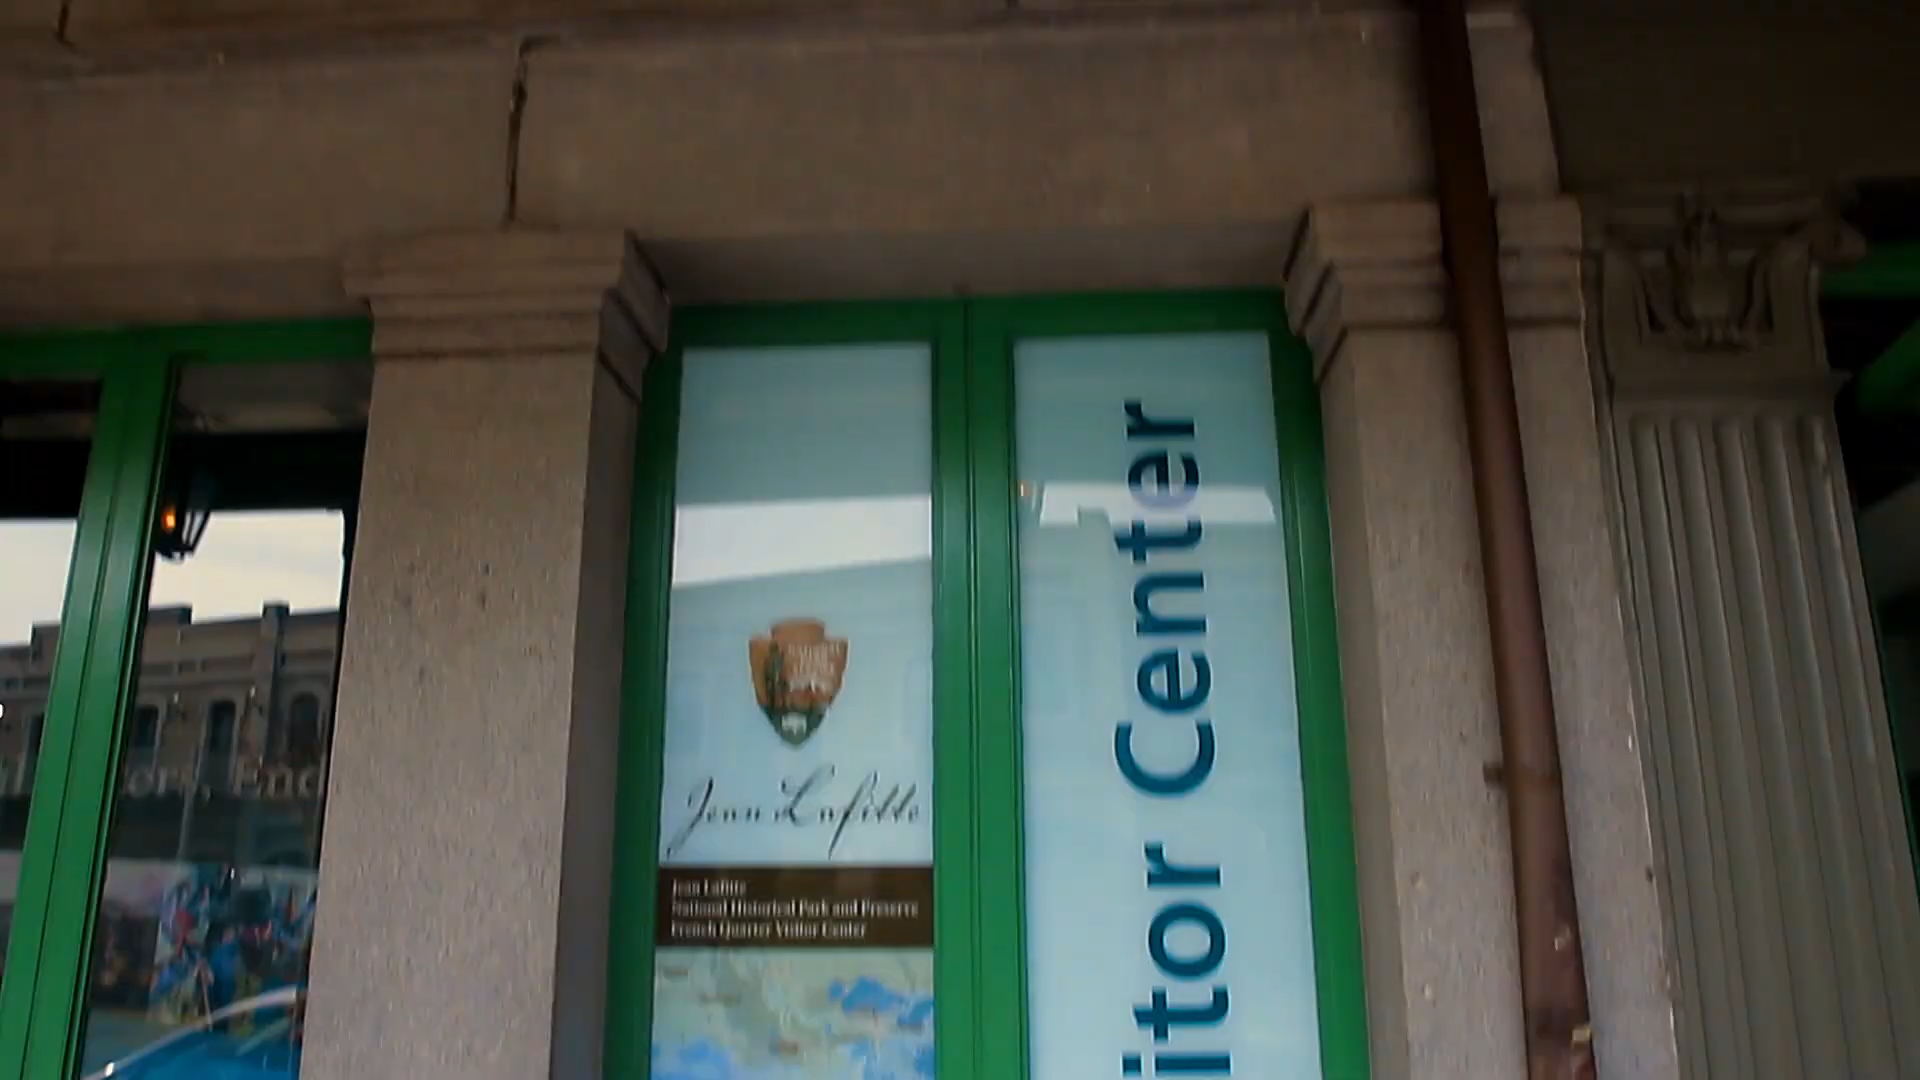 Jean Lafitte
Jean Lafitte
National Historical Park and Preserve
French Quarter Visitor Center
itor Center